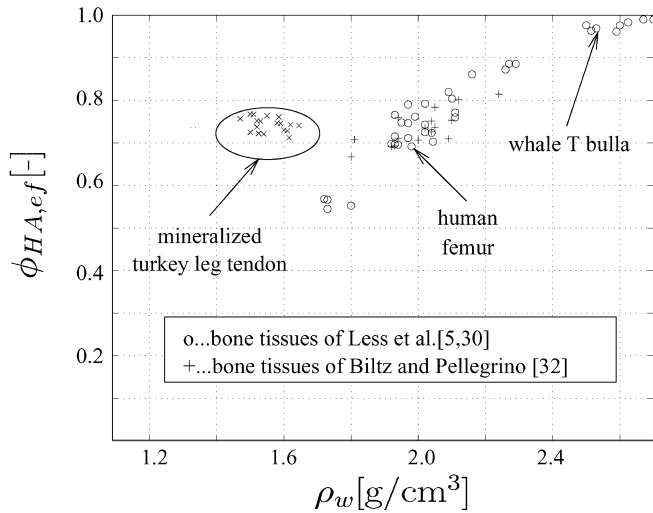 1.0
0.8
0.6
0.4
0.2
ϕHA,ef[-]
whale T bulla
human
femur
mineralized
turkey leg tendon
o...bone tissues of Less et al.[5,30]
+...bone tissues of Biltz and Pellegrino [32]
1.2 1.6 2.0 2.4
ρw[g/cm³]